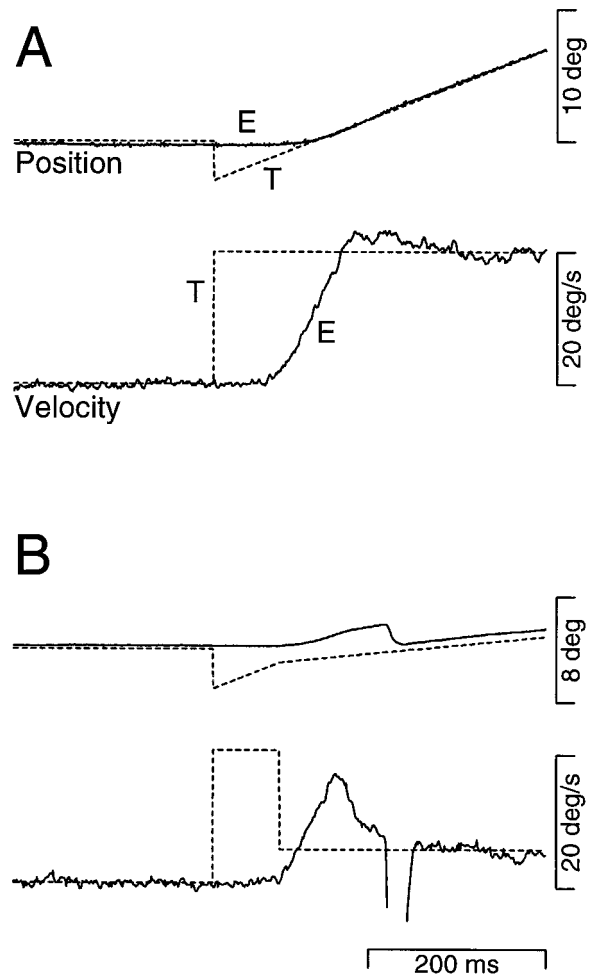 A
E
T
Position
10 deg
T
E
20 deg/s
Velocity
B
8 deg
20 deg/s
200 ms